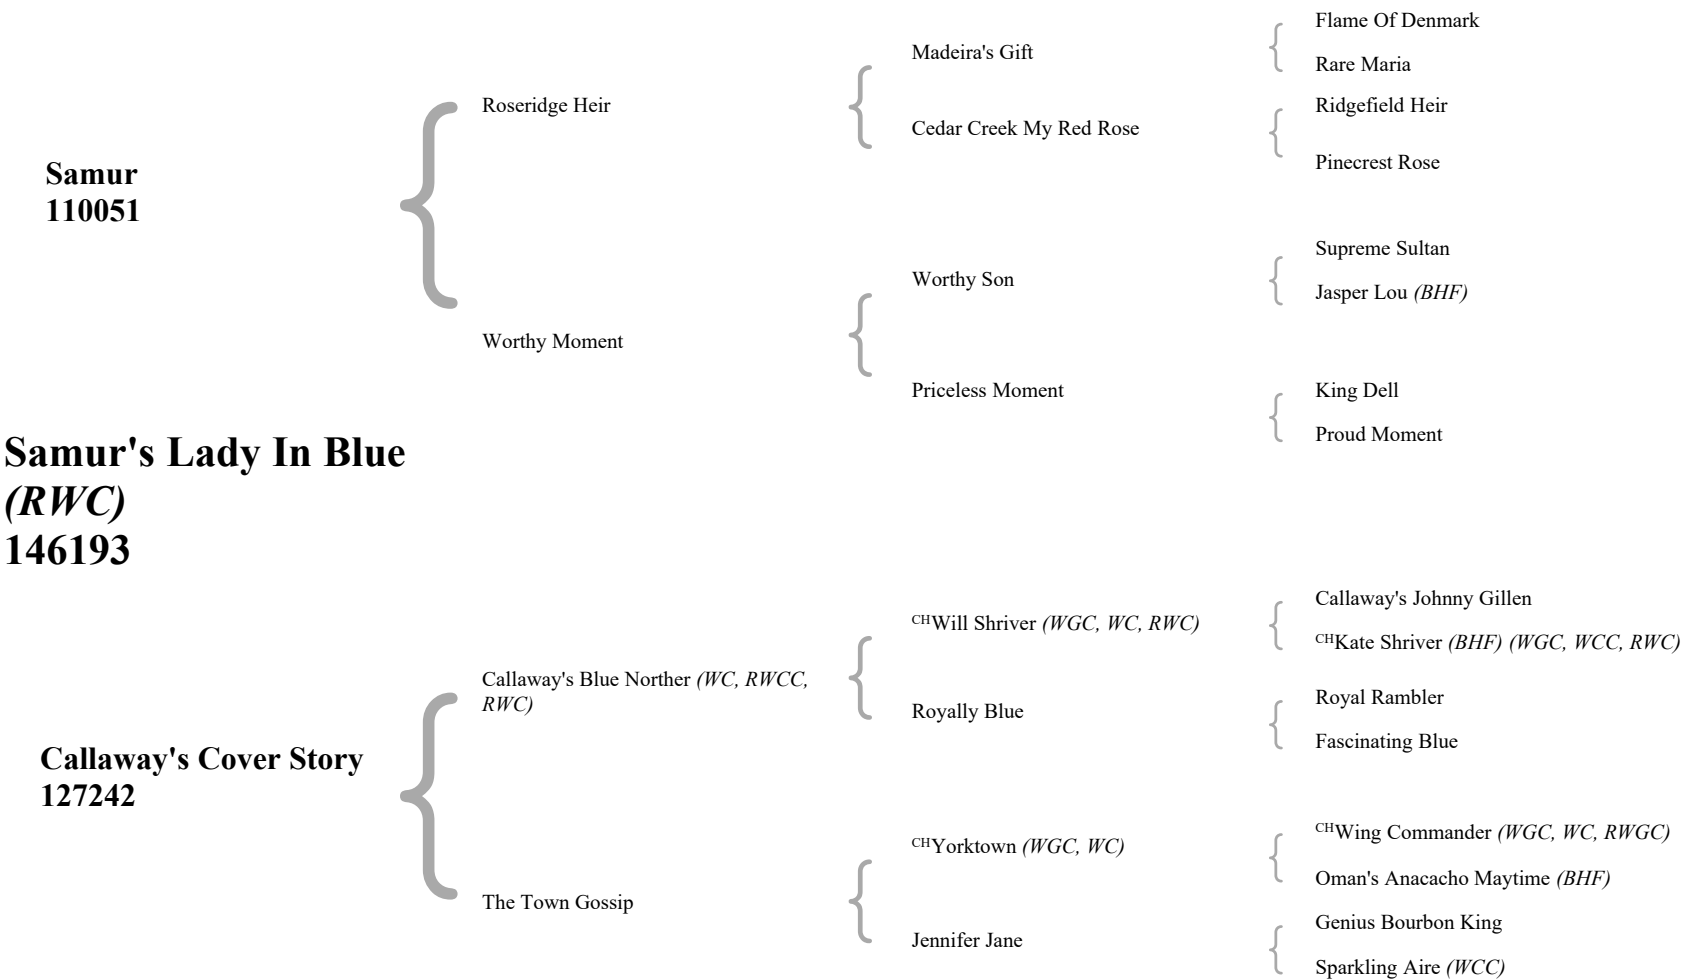 Flame Of Denmark
Madeira's Gift
Rare Maria
Roseridge Heir
Ridgefield Heir
Cedar Creek My Red Rose
Pinecrest Rose
Samur
110051
Supreme Sultan
Worthy Son
Jasper Lou (BHF)
Worthy Moment
Priceless Moment
King Dell
Proud Moment
Samur's Lady In Blue
(RWC)
146193
Callaway's Johnny Gillen
CHWill Shriver (WGC, WC, RWC)
CHKate Shriver (BHF) (WGC, WCC, RWC)
Callaway's Blue Norther (WC, RWCC,
RWC)
Royal Rambler
Royally Blue
Fascinating Blue
Callaway's Cover Story
127242
CHWing Commander (WGC, WC, RWGC)
CHYorktown (WGC, WC)
Oman's Anacacho Maytime (BHF)
The Town Gossip
Genius Bourbon King
Jennifer Jane
Sparkling Aire (WCC)